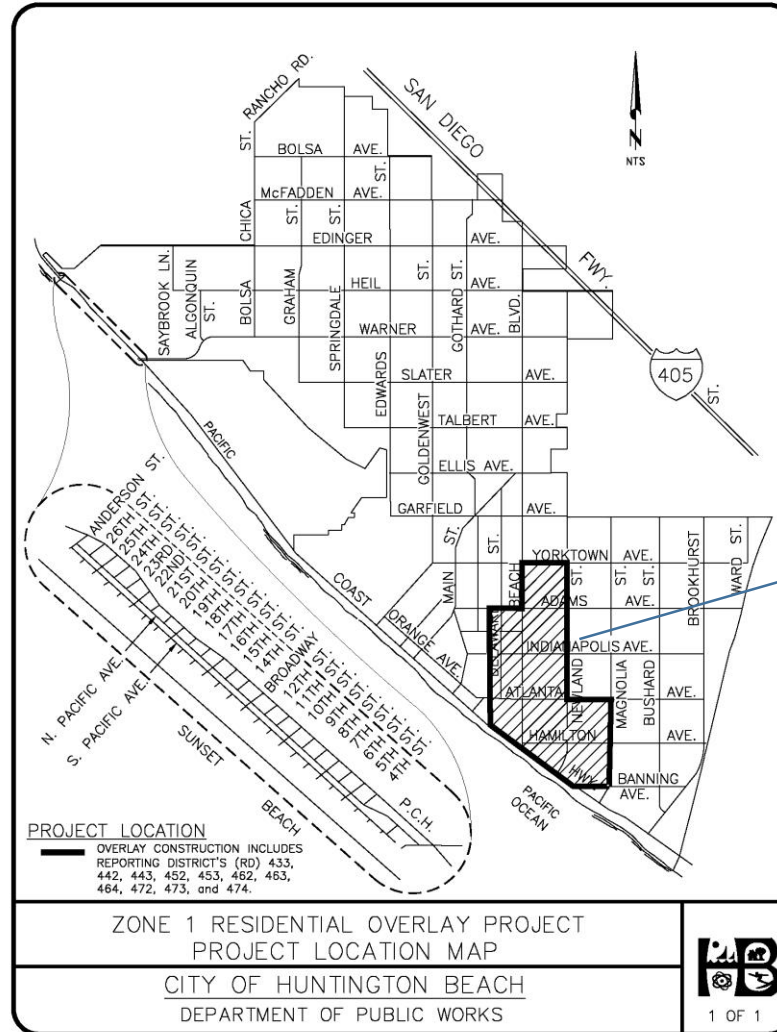 RANCHO RD.
SAN DIEGO
FWY.
N
NTS
BOLSA AVE.
McFADDEN AVE.
EDINGER AVE.
HEIL AVE.
WARNER AVE.
SLATER AVE.
TALBERT AVE.
ELLIS AVE.
GARFIELD AVE.
YORKTOWN AVE.
ADAMS AVE.
INDIANAPOLIS AVE.
ATLANTA AVE.
HAMILTON AVE.
BANNING
AVE.
SAYBROOK LN.
ALGONQUIN
ST.
BOLSA CHICA ST.
GRAHAM ST.
SPRINGDALE ST.
EDWARDS ST.
GOLDENWEST ST.
GOTHARD ST.
BEACH BLVD.
MAIN ST.
DELAWARE ST.
NEWLAND ST.
MAGNOLIA ST.
BUSHARD ST.
BROOKHURST ST.
WARD ST.
405
PACIFIC COAST HWY.
ORANGE AVE.
PACIFIC
OCEAN
ANDERSON ST.
26TH ST.
25TH ST.
24TH ST.
23RD ST.
22ND ST.
21ST ST.
20TH ST.
19TH ST.
18TH ST.
17TH ST.
16TH ST.
15TH ST.
14TH ST.
BROADWAY
12TH ST.
11TH ST.
10TH ST.
9TH ST.
8TH ST.
7TH ST.
6TH ST.
5TH ST.
4TH ST.
N. PACIFIC AVE.
S. PACIFIC AVE.
SUNSET BEACH
P.C.H.
PROJECT LOCATION
OVERLAY CONSTRUCTION INCLUDES
REPORTING DISTRICT'S (RD) 433,
442, 443, 452, 453, 462, 463,
464, 472, 473, and 474.
ZONE 1 RESIDENTIAL OVERLAY PROJECT
PROJECT LOCATION MAP
CITY OF HUNTINGTON BEACH
DEPARTMENT OF PUBLIC WORKS
HB
1 OF 1